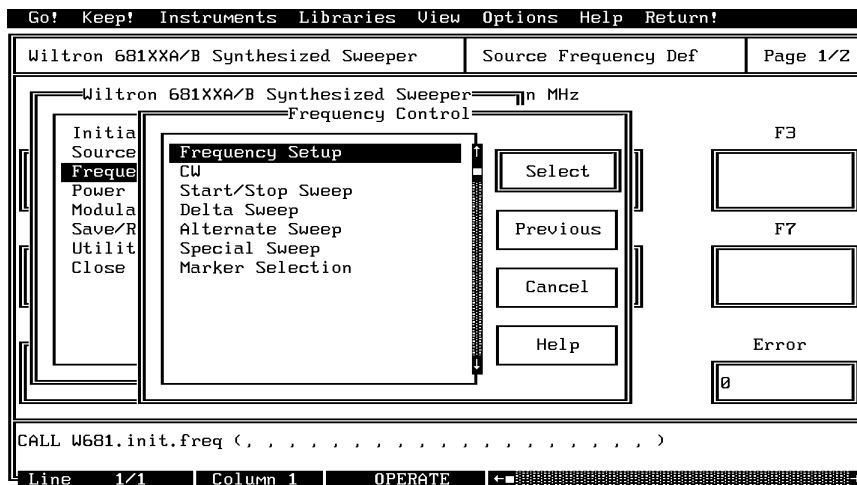 Go! Keep! Instruments Libraries View Options Help Return!
Wiltron 681XXA/B Synthesized Sweeper Source Frequency Def Page 1/2
Wiltron 681XXA/B Synthesized Sweeper n MHz
Frequency Control
Initia
Source
Freque
Power
Modula
Save/R
Utilit
Close
Frequency Setup
CW
Start/Stop Sweep
Delta Sweep
Alternate Sweep
Special Sweep
Marker Selection
Select
Previous
Cancel
Help
F3
F7
Error
0
CALL W681.init.freq (, , , , , , , , , , , , , , , , , , , )
Line 1/1 Column 1 OPERATE